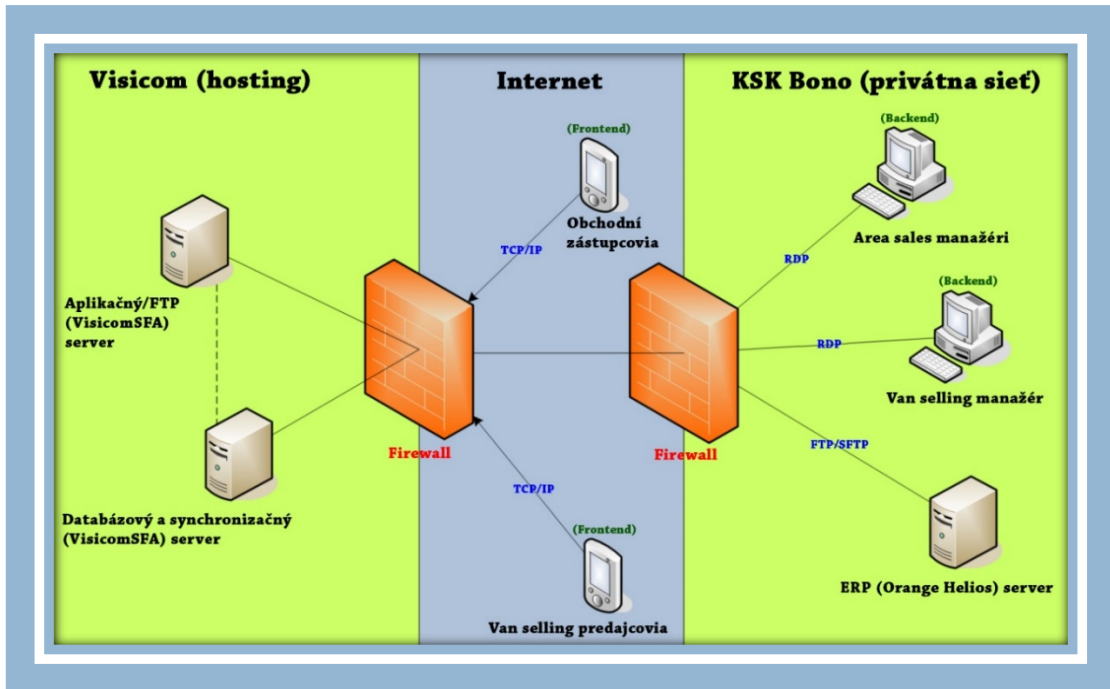 Visicom (hosting)
Internet
KSK Bono (privátna sieť)
Aplikačný/FTP
(VisicomSFA)
server
Databázový a synchronizačný
(VisicomSFA) server
Firewall
(Frontend)
Obchodní
zástupcovia
TCP/IP
TCP/IP
(Frontend)
Van selling predajcovia
Firewall
(Backend)
Area sales manažéri
RDP
(Backend)
RDP
Van selling manažér
FTP/SFTP
ERP (Orange Helios) server